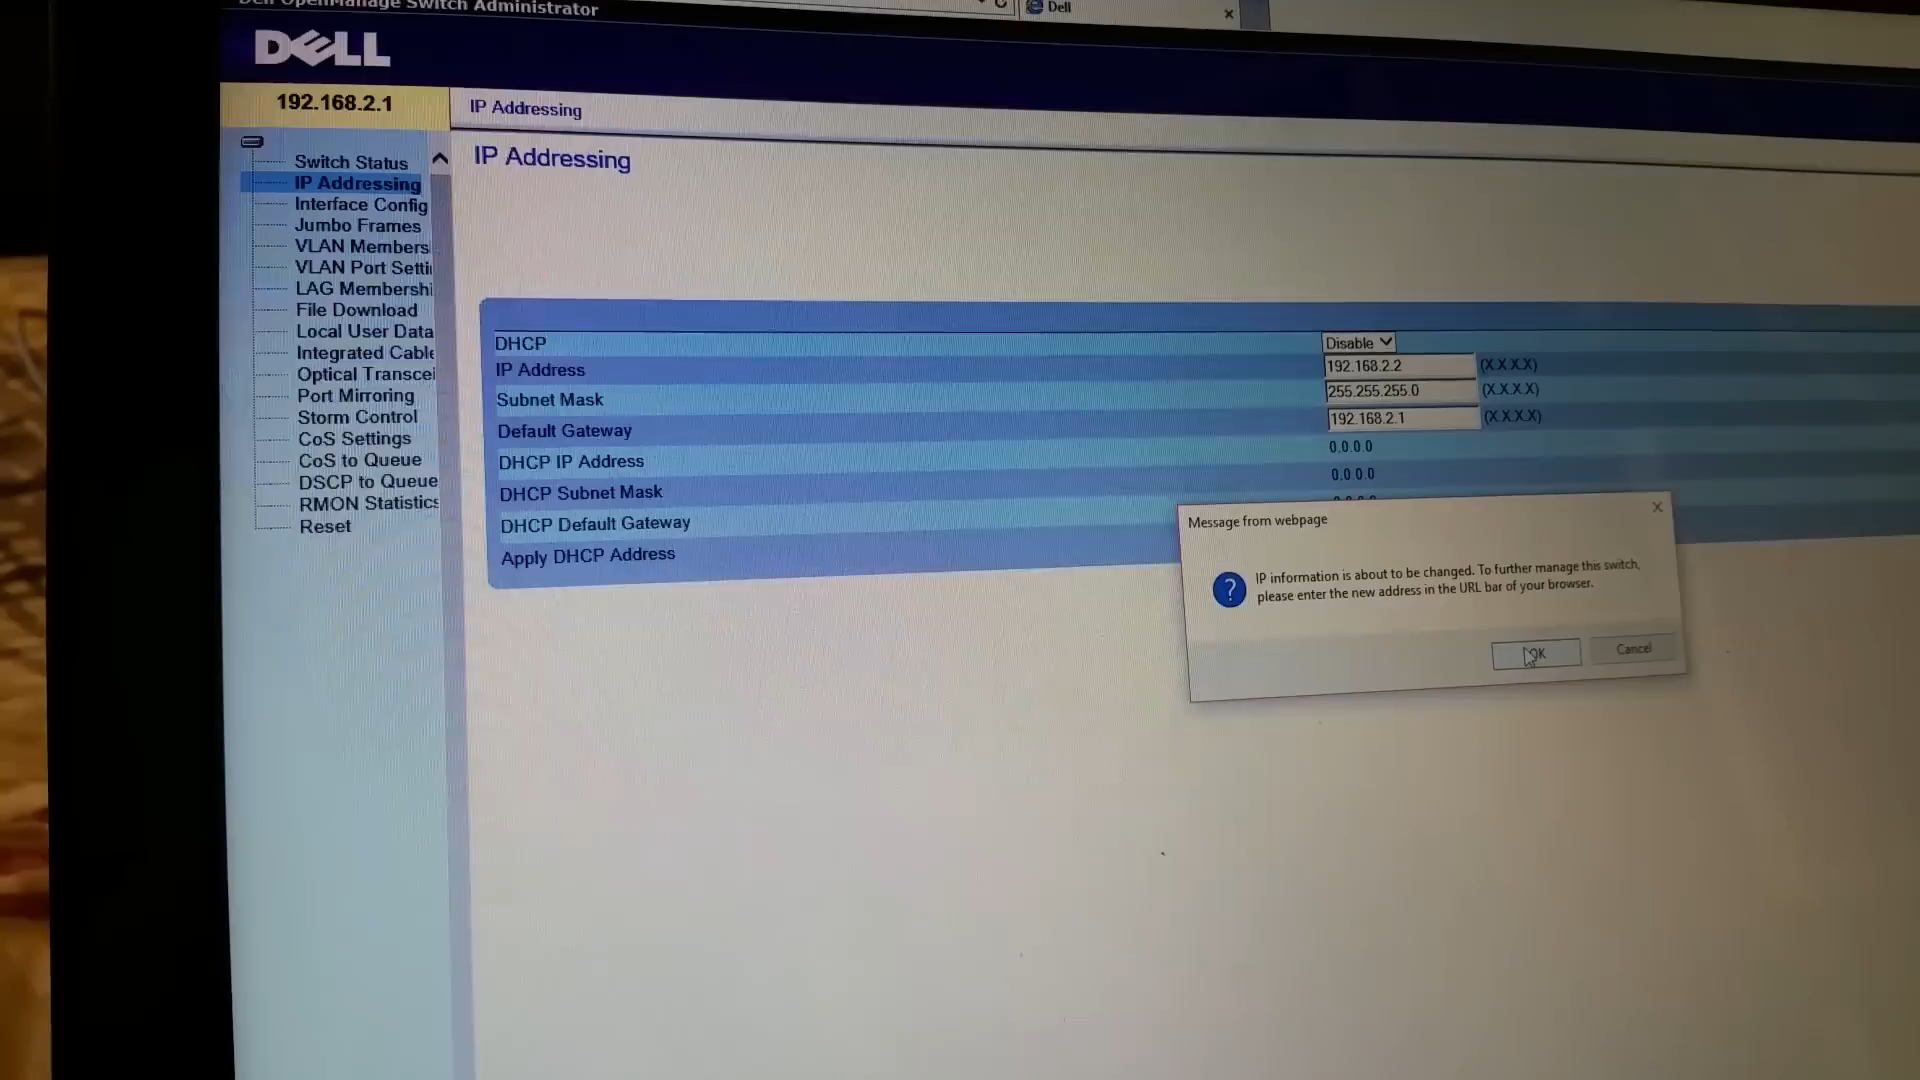 Dell OpenManage Switch Administrator
Dell
DELL
192.168.2.1
IP Addressing
IP Addressing
Switch Status
IP Addressing
Interface Config
Jumbo Frames
VLAN Members
VLAN Port Setti
LAG Membershi
File Download
Local User Data
Integrated Cable
Optical Transcei
Port Mirroring
Storm Control
CoS Settings
CoS to Queue
DSCP to Queue
RMON Statistics
Reset
DHCP Disable
IP Address 192.168.2.2 (X.X.X.X)
Subnet Mask 255.255.255.0 (X.X.X.X)
Default Gateway 192.168.2.1 (X.X.X.X)
DHCP IP Address 0.0.0.0
DHCP Subnet Mask 0.0.0.0
DHCP Default Gateway
Apply DHCP Address
Message from webpage
IP information is about to be changed. To further manage this switch,
please enter the new address in the URL bar of your browser.
OK Cancel